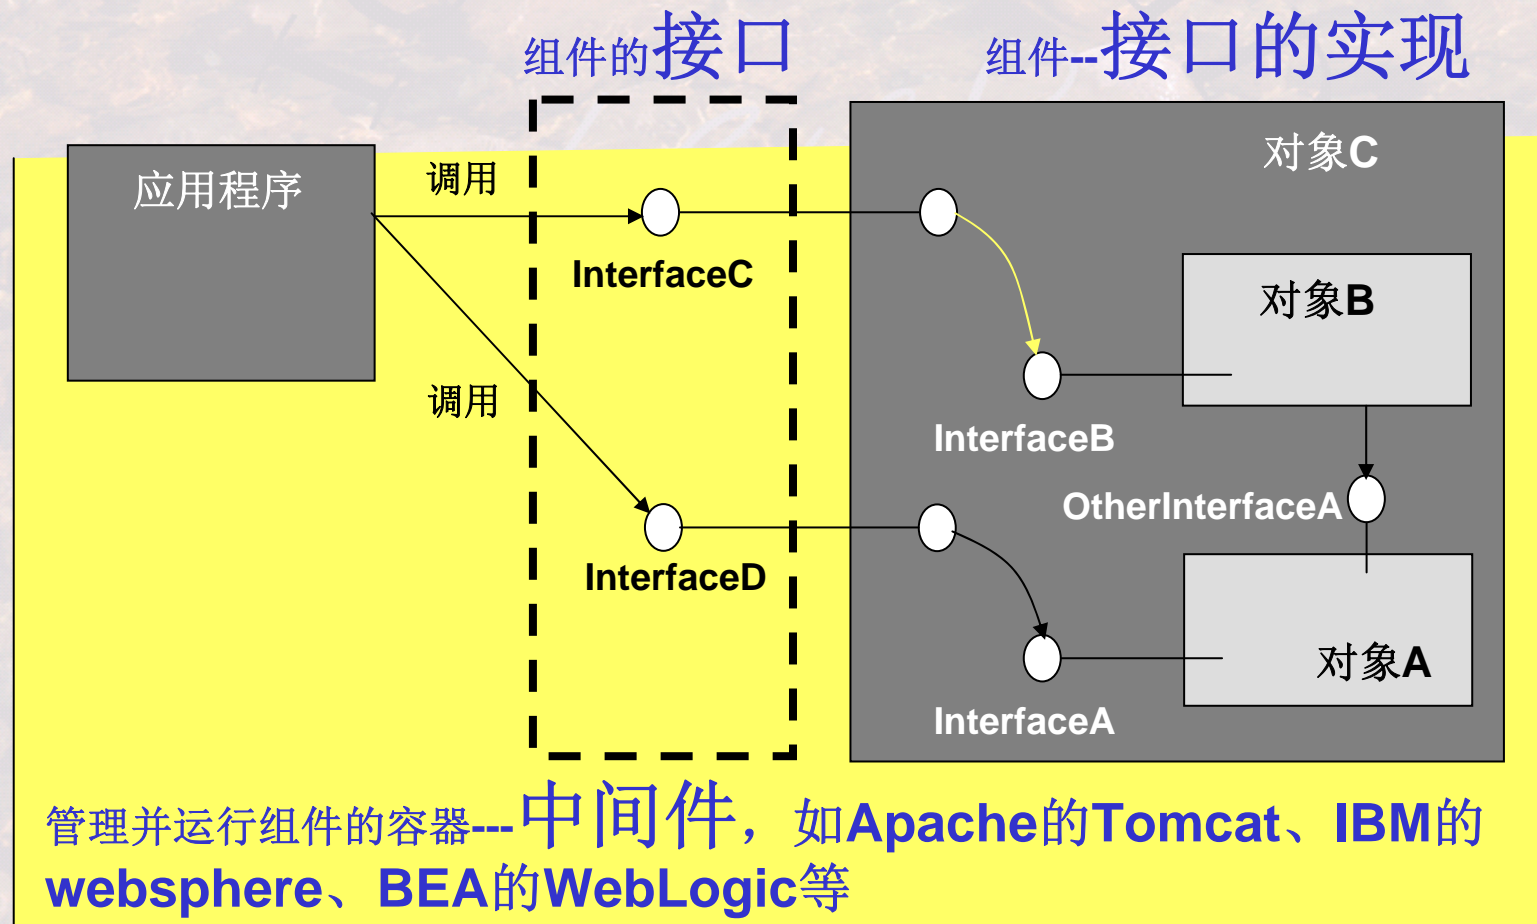 组件的接口
组件--接口的实现
应用程序
调用
InterfaceC
调用
InterfaceD
对象C
对象B
InterfaceB
OtherInterfaceA
对象A
InterfaceA
管理并运行组件的容器---中间件，如Apache的Tomcat、IBM的
websphere、BEA的WebLogic等